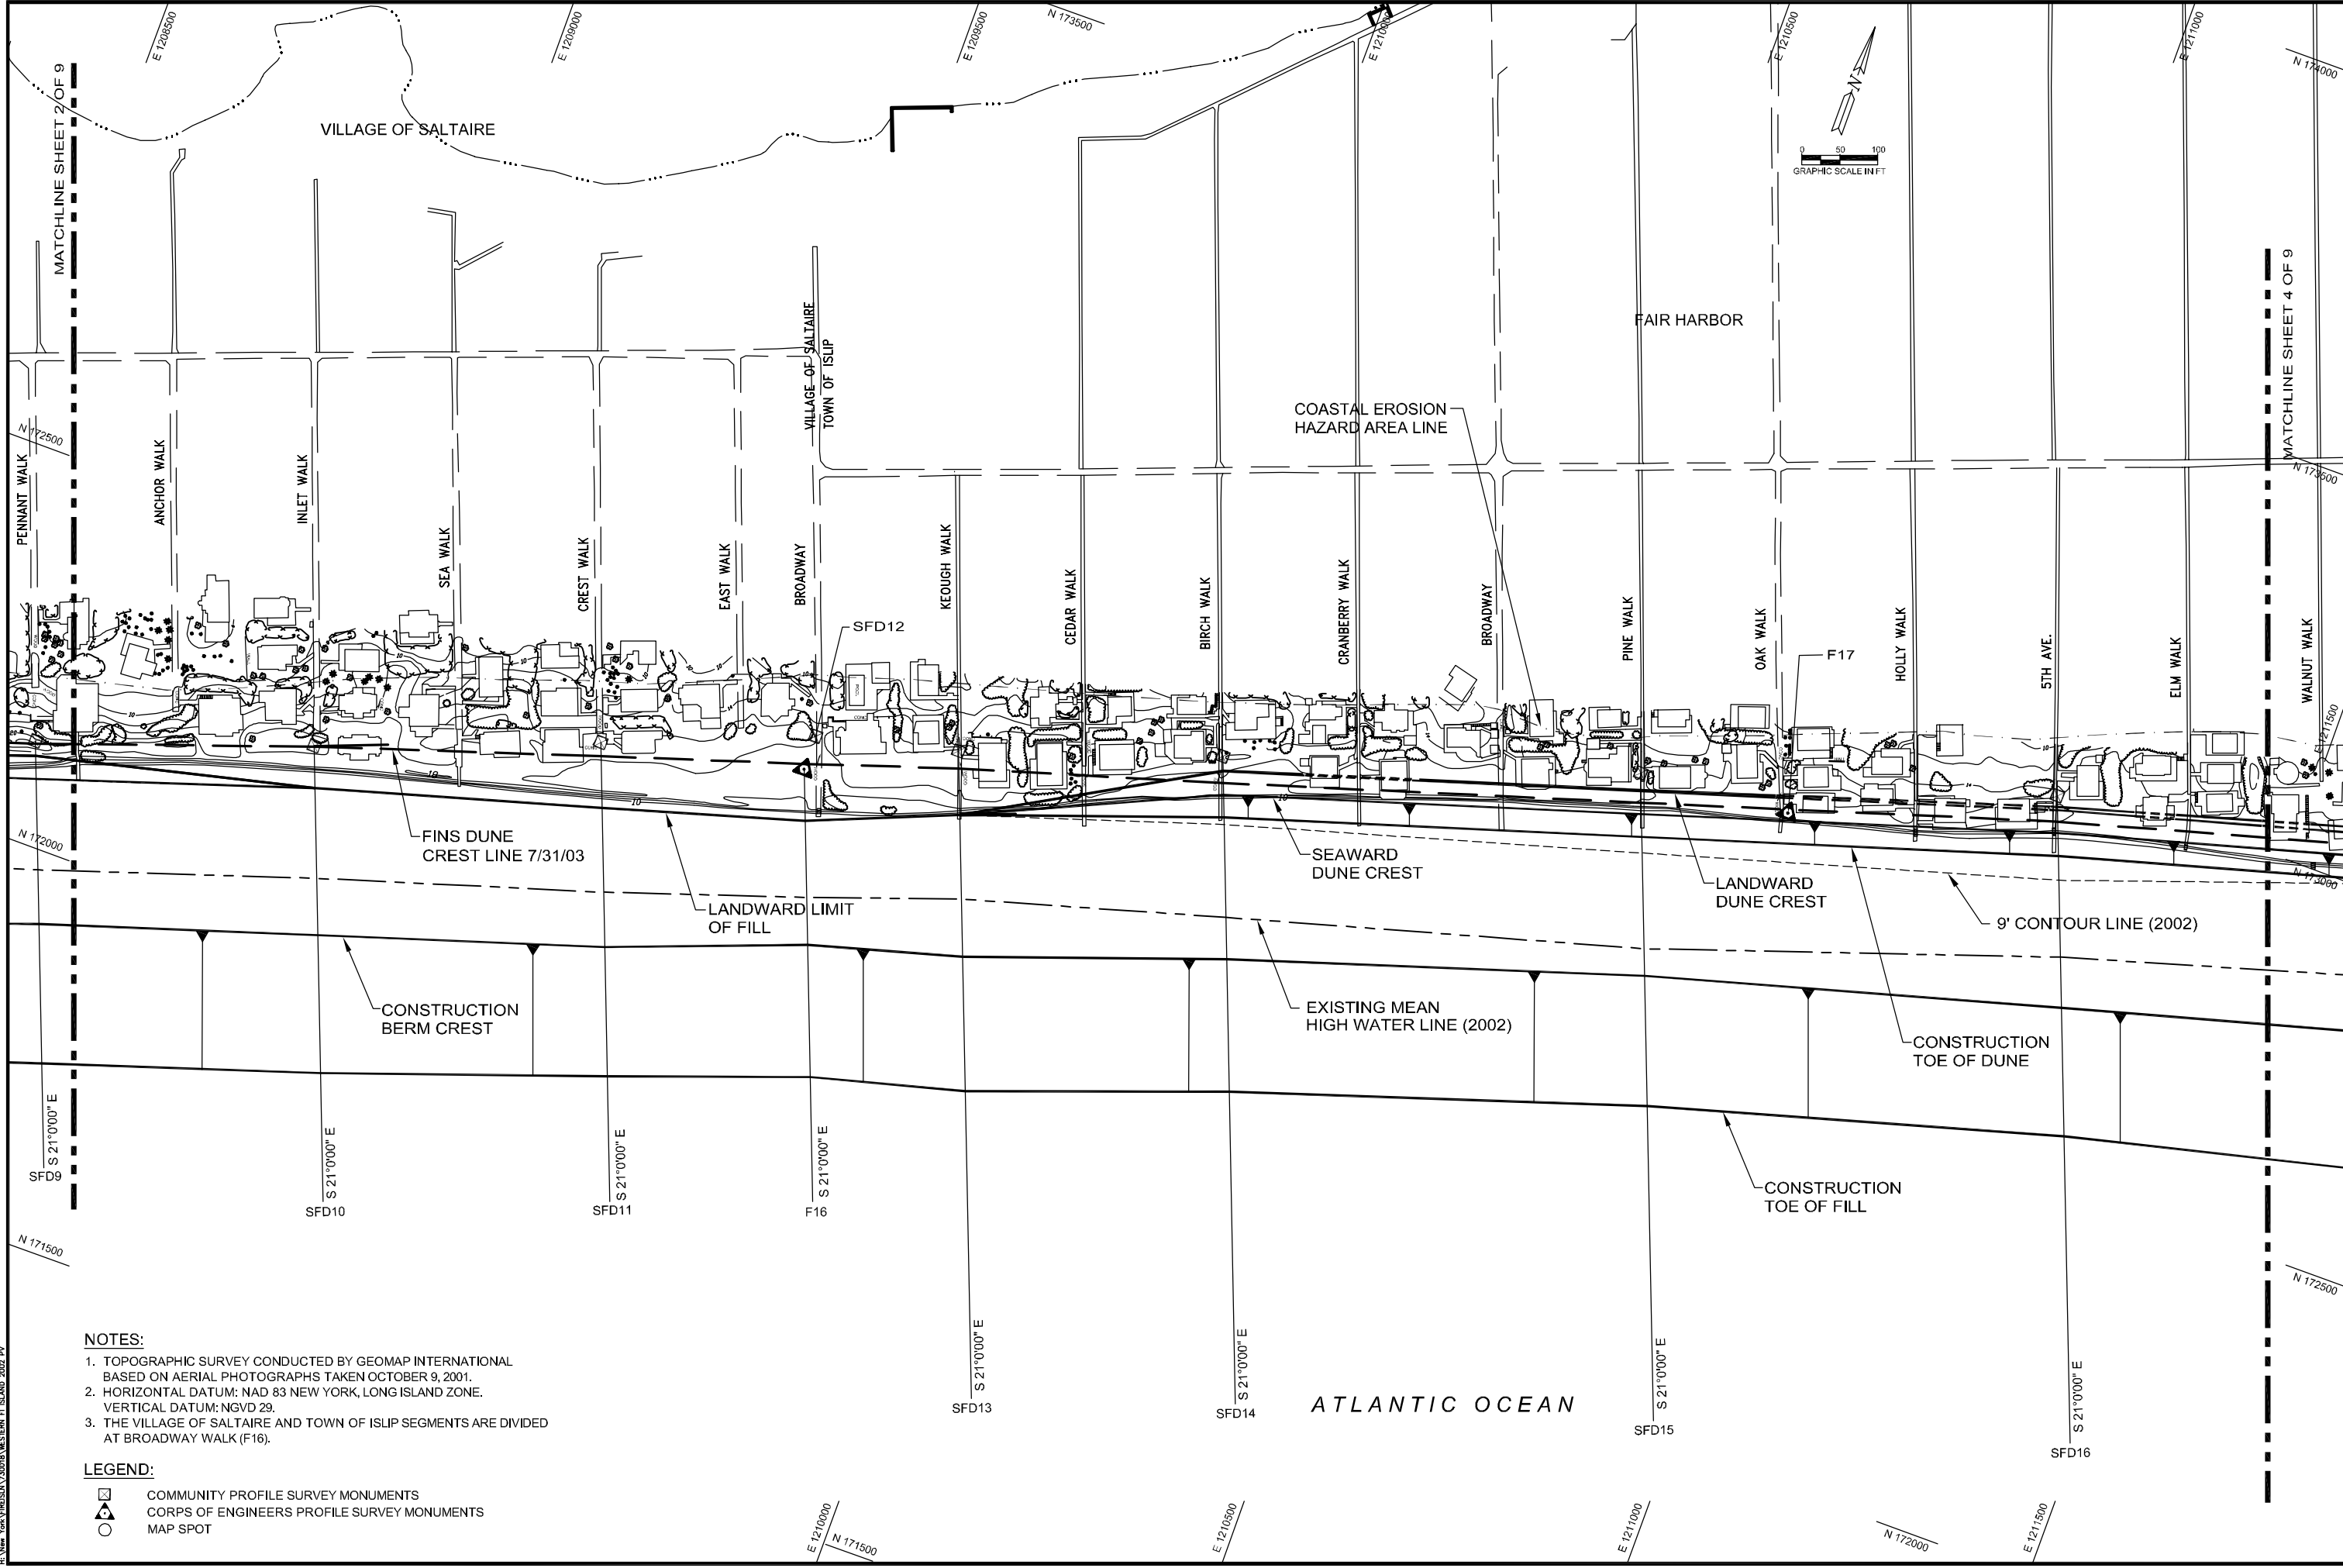 E 1208500
E 1209000
E 1209500
N 173500
E 1210500
E 1211000
N 174000
N
MATCHLINE SHEET 2 OF 9
VILLAGE OF SALTAIRE
0 50 100
GRAPHIC SCALE IN FT
FAIR HARBOR
MATCHLINE SHEET 4 OF 9
VILLAGE OF SALTAIRE
TOWN OF ISLIP
COASTAL EROSION
HAZARD AREA LINE
N 172500
N 173500
PENNANT WALK
ANCHOR WALK
INLET WALK
SEA WALK
CREST WALK
EAST WALK
BROADWAY
KEOUGH WALK
CEDAR WALK
BIRCH WALK
CRANBERRY WALK
BROADWAY
PINE WALK
OAK WALK
HOLLY WALK
5TH AVE.
ELM WALK
WALNUT WALK
SFD12
F17
E 1211500
10
10
10
N 172000
FINS DUNE
CREST LINE 7/31/03
SEAWARD
DUNE CREST
LANDWARD
DUNE CREST
N 173000
LANDWARD LIMIT
OF FILL
9' CONTOUR LINE (2002)
CONSTRUCTION
BERM CREST
EXISTING MEAN
HIGH WATER LINE (2002)
CONSTRUCTION
TOE OF DUNE
CONSTRUCTION
TOE OF FILL
S 21°0'00" E
SFD9
S 21°0'00" E
SFD10
S 21°0'00" E
SFD11
S 21°0'00" E
F16
S 21°0'00" E
SFD13
S 21°0'00" E
SFD14
S 21°0'00" E
SFD15
S 21°0'00" E
SFD16
N 171500
N 172500
ATLANTIC OCEAN
NOTES:
1. TOPOGRAPHIC SURVEY CONDUCTED BY GEOMAP INTERNATIONAL
BASED ON AERIAL PHOTOGRAPHS TAKEN OCTOBER 9, 2001.
2. HORIZONTAL DATUM: NAD 83 NEW YORK, LONG ISLAND ZONE.
VERTICAL DATUM: NGVD 29.
3. THE VILLAGE OF SALTAIRE AND TOWN OF ISLIP SEGMENTS ARE DIVIDED
AT BROADWAY WALK (F16).
LEGEND:
COMMUNITY PROFILE SURVEY MONUMENTS
CORPS OF ENGINEERS PROFILE SURVEY MONUMENTS
MAP SPOT
E 1210000
N 171500
E 1210500
E 1211000
N 172000
E 1211500